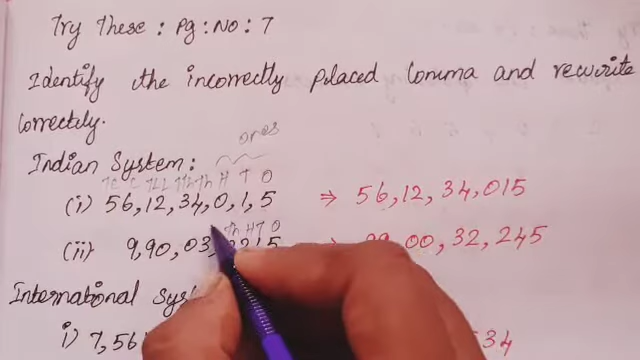 Try These : Pg : No : 7
Identify the incorrectly placed Comma and rewrite
Correctly.
ones
Indian System :
TC C TL L TTh Th H T O
(i) 56,12,34,0,1,5 ⇒ 56,12,34,015
Th H T O
(ii) 9,90,03, 00,32,245
International
i) 7,56 34